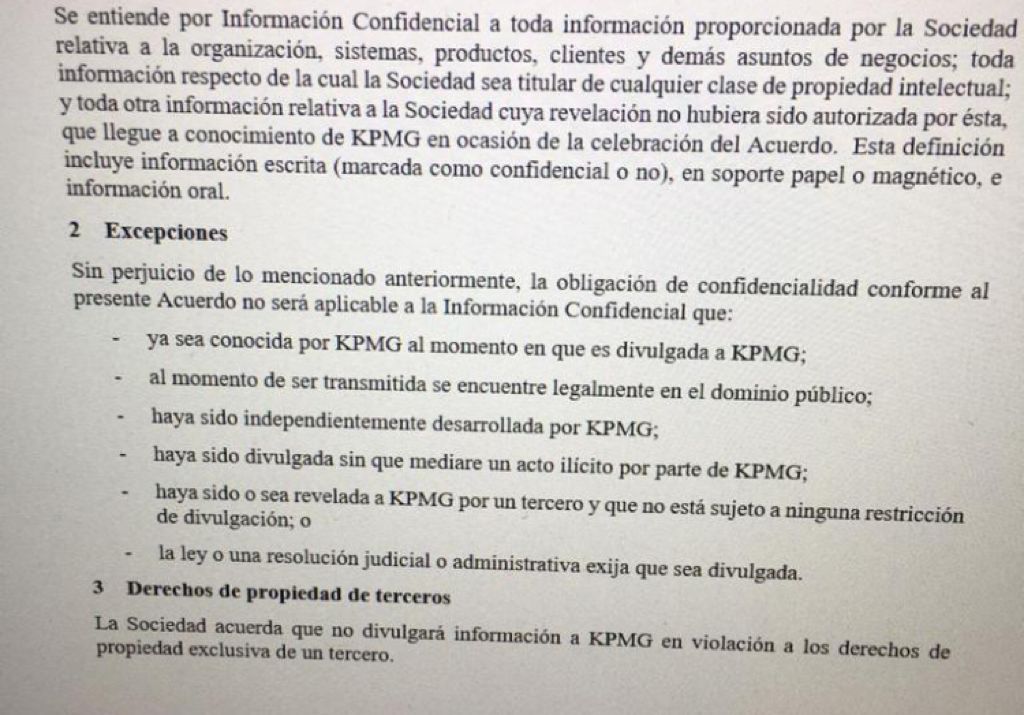 Se entiende por Información Confidencial a toda información proporcionada por la Sociedad
relativa a la organización, sistemas, productos, clientes y demás asuntos de negocios; toda
información respecto de la cual la Sociedad sea titular de cualquier clase de propiedad intelectual;
y toda otra información relativa a la Sociedad cuya revelación no hubiera sido autorizada por ésta,
que llegue a conocimiento de KPMG en ocasión de la celebración del Acuerdo. Esta definición
incluye información escrita (marcada como confidencial o no), en soporte papel o magnético, e
información oral.
2 Excepciones
Sin perjuicio de lo mencionado anteriormente, la obligación de confidencialidad conforme al
presente Acuerdo no será aplicable a la Información Confidencial que:
- ya sea conocida por KPMG al momento en que es divulgada a KPMG;
- al momento de ser transmitida se encuentre legalmente en el dominio público;
- haya sido independientemente desarrollada por KPMG;
- haya sido divulgada sin que mediare un acto ilícito por parte de KPMG;
- haya sido o sea revelada a KPMG por un tercero y que no está sujeto a ninguna restricción
de divulgación; o
- la ley o una resolución judicial o administrativa exija que sea divulgada.
3 Derechos de propiedad de terceros
La Sociedad acuerda que no divulgará información a KPMG en violación a los derechos de
propiedad exclusiva de un tercero.